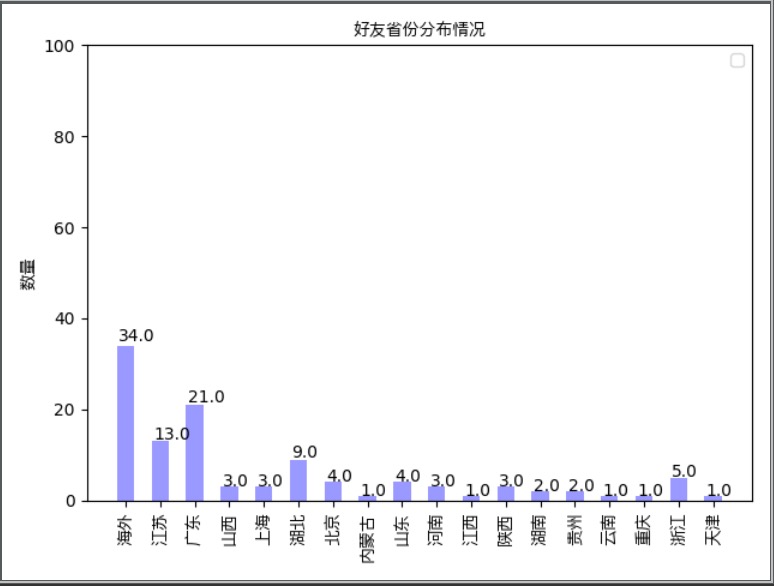 好友省份分布情况
100
80
60
40
20
0
数量
34.0
13.0
21.0
3.0
3.0
9.0
4.0
1.0
4.0
3.0
1.0
3.0
2.0
2.0
1.0
1.0
5.0
1.0
海外
江苏
广东
山西
上海
湖北
北京
内蒙古
山东
河南
江西
陕西
湖南
贵州
云南
重庆
浙江
天津